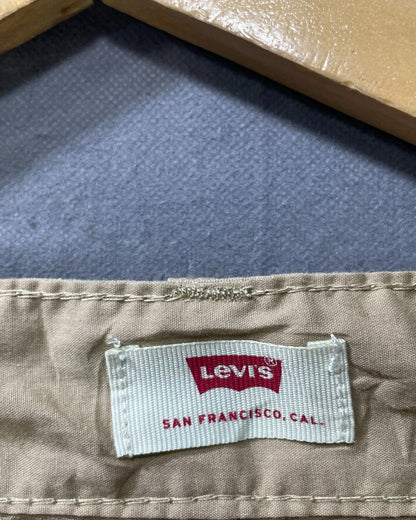 Levi's®
SAN FRANCISCO, CAL.